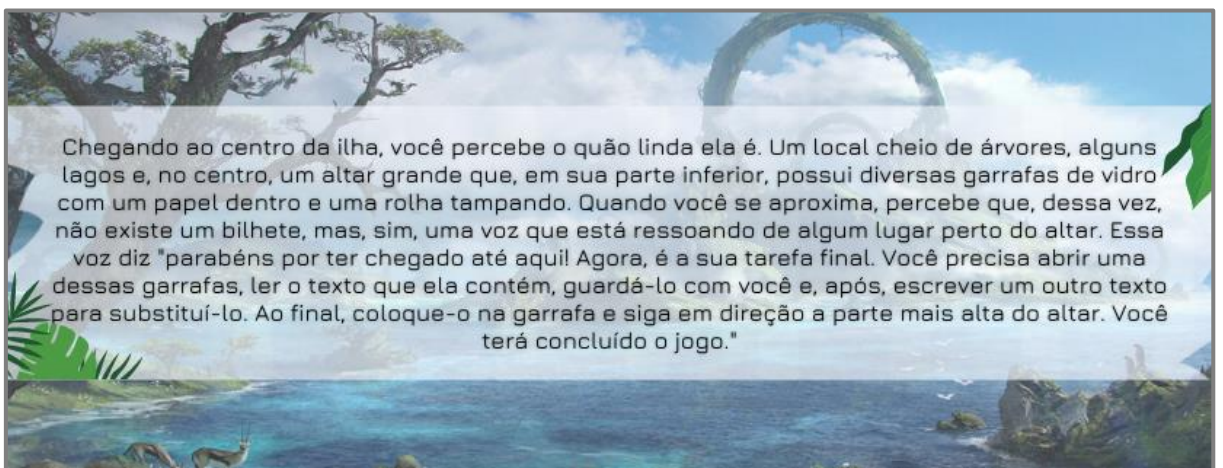 Chegando ao centro da ilha, você percebe o quão linda ela é. Um local cheio de árvores, alguns
lagos e, no centro, um altar grande que, em sua parte inferior, possui diversas garrafas de vidro
com um papel dentro e uma rolha tampando. Quando você se aproxima, percebe que, dessa vez,
não existe um bilhete, mas, sim, uma voz que está ressoando de algum lugar perto do altar. Essa
voz diz "parabéns por ter chegado até aqui! Agora, é a sua tarefa final. Você precisa abrir uma
dessas garrafas, ler o texto que ela contém, guardá-lo com você e, após, escrever um outro texto
para substituí-lo. Ao final, coloque-o na garrafa e siga em direção a parte mais alta do altar. Você
terá concluído o jogo."